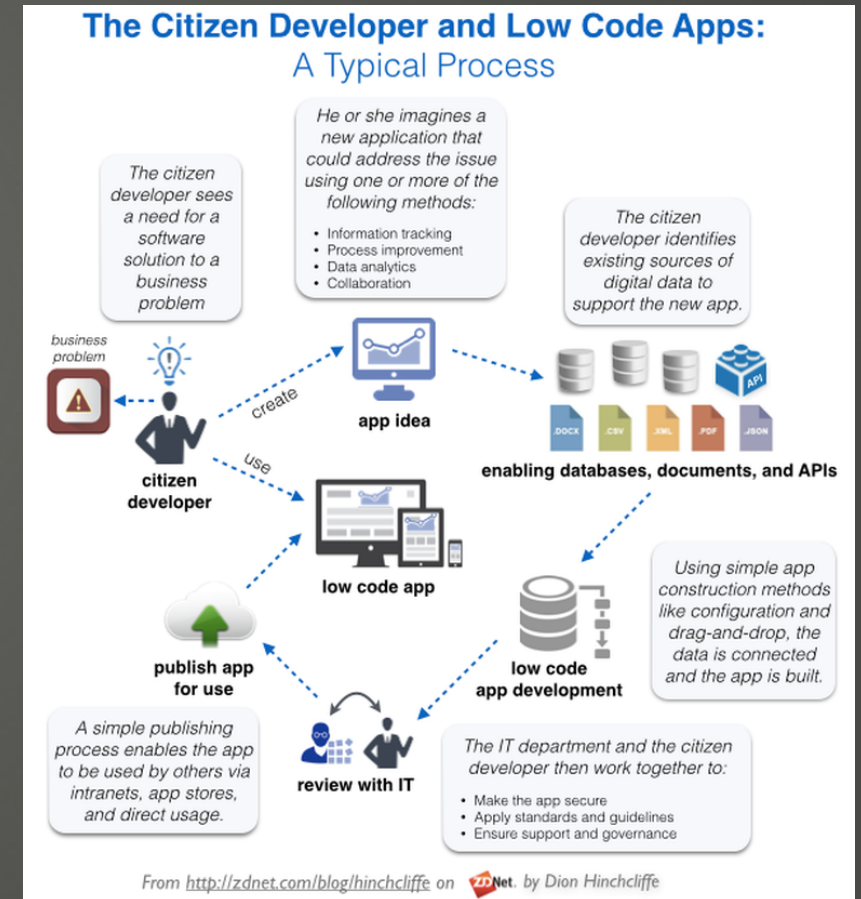 The Citizen Developer and Low Code Apps:
A Typical Process
He or she imagines a
new application that
could address the issue
using one or more of the
following methods:
• Information tracking
• Process improvement
• Data analytics
• Collaboration
The citizen
developer sees
a need for a
software
solution to a
business
problem
The citizen
developer identifies
existing sources of
digital data to
support the new app.
business
problem
create
app idea
API
.DOCX
.CSV
.XML
.PDF
.JSON
enabling databases, documents, and APIs
citizen
developer
use
low code app
Using simple app
construction methods
like configuration and
drag-and-drop, the
data is connected
and the app is built.
low code
app development
publish app
for use
A simple publishing
process enables the app
to be used by others via
intranets, app stores,
and direct usage.
review with IT
The IT department and the citizen
developer then work together to:
• Make the app secure
• Apply standards and guidelines
• Ensure support and governance
From http://zdnet.com/blog/hinchcliffe on ZDNet. by Dion Hinchcliffe